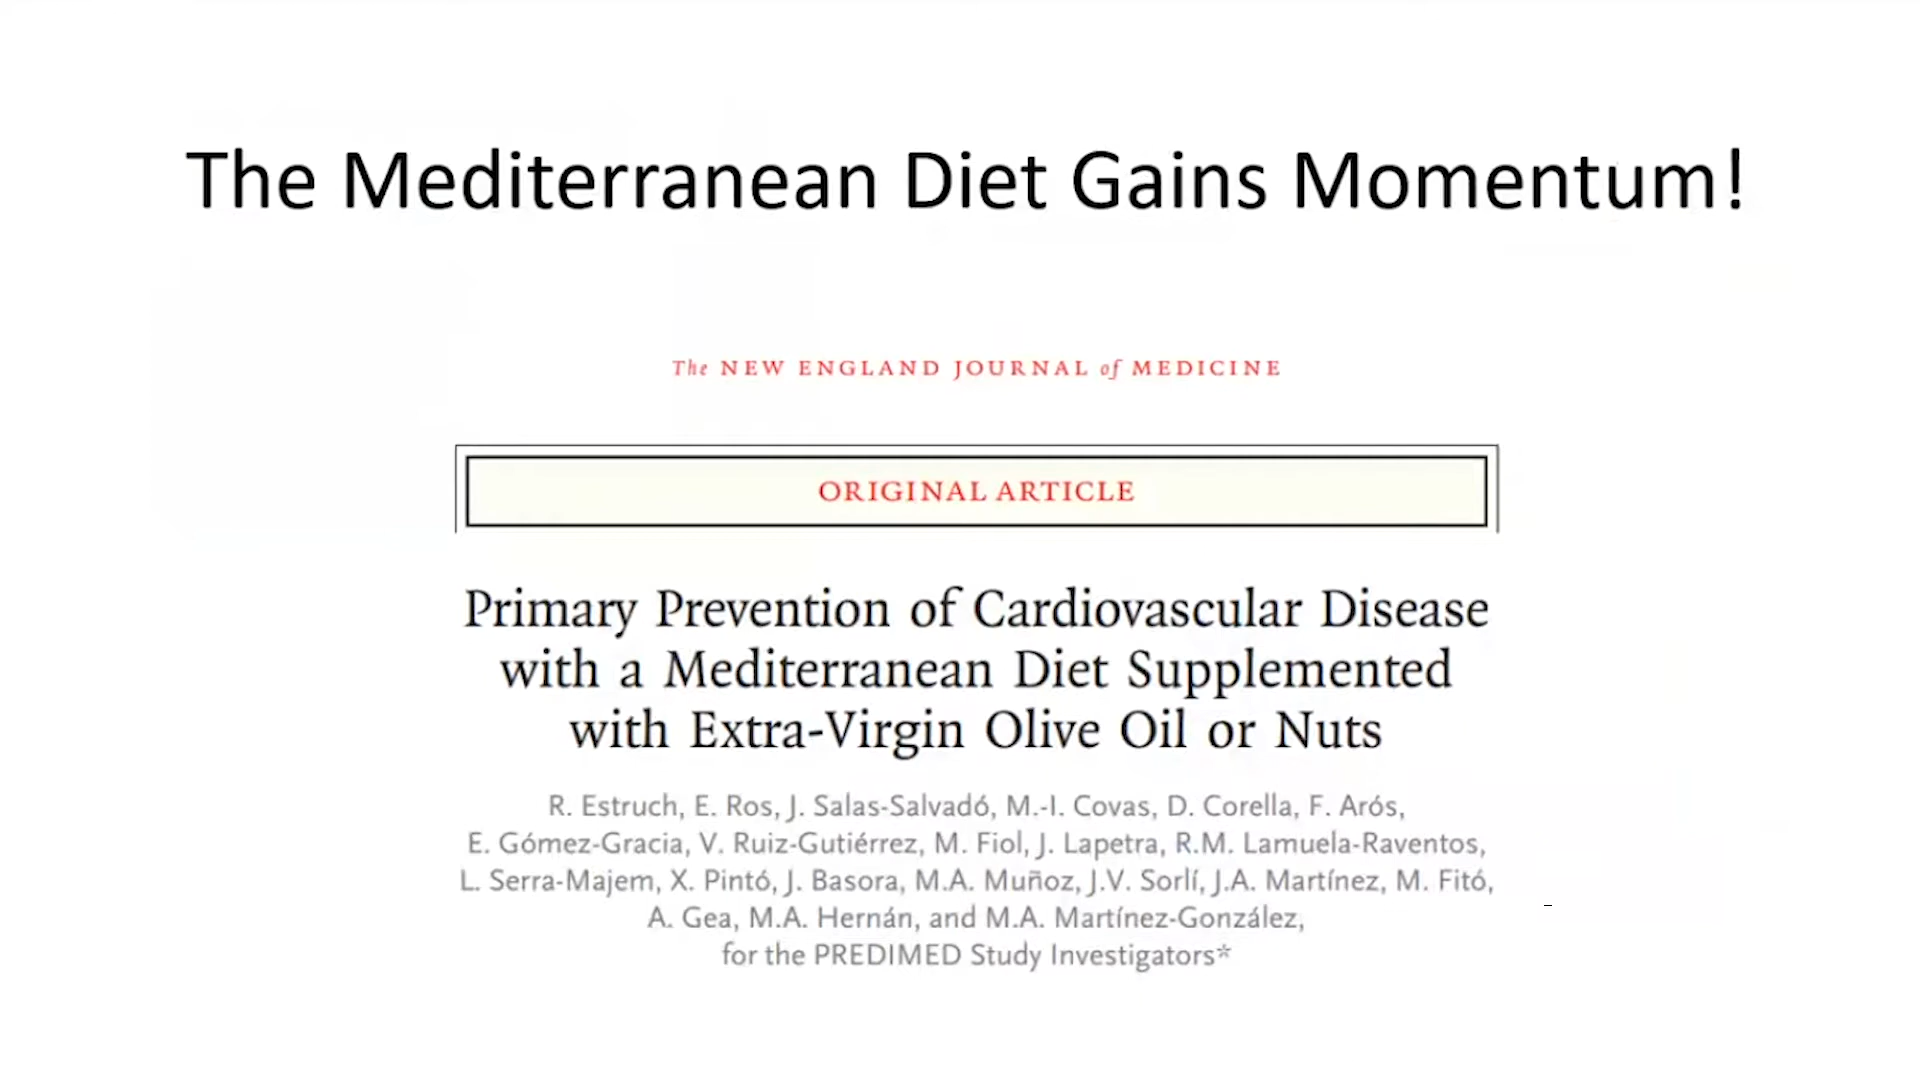 The Mediterranean Diet Gains Momentum!
The NEW ENGLAND JOURNAL of MEDICINE
ORIGINAL ARTICLE
Primary Prevention of Cardiovascular Disease
with a Mediterranean Diet Supplemented
with Extra-Virgin Olive Oil or Nuts
R. Estruch, E. Ros, J. Salas-Salvadó, M.-I. Covas, D. Corella, F. Arós,
E. Gómez-Gracia, V. Ruiz-Gutiérrez, M. Fiol, J. Lapetra, R.M. Lamuela-Raventos,
L. Serra-Majem, X. Pintó, J. Basora, M.A. Muñoz, J.V. Sorlí, J.A. Martínez, M. Fitó,
A. Gea, M.A. Hernán, and M.A. Martínez-González,
for the PREDIMED Study Investigators*